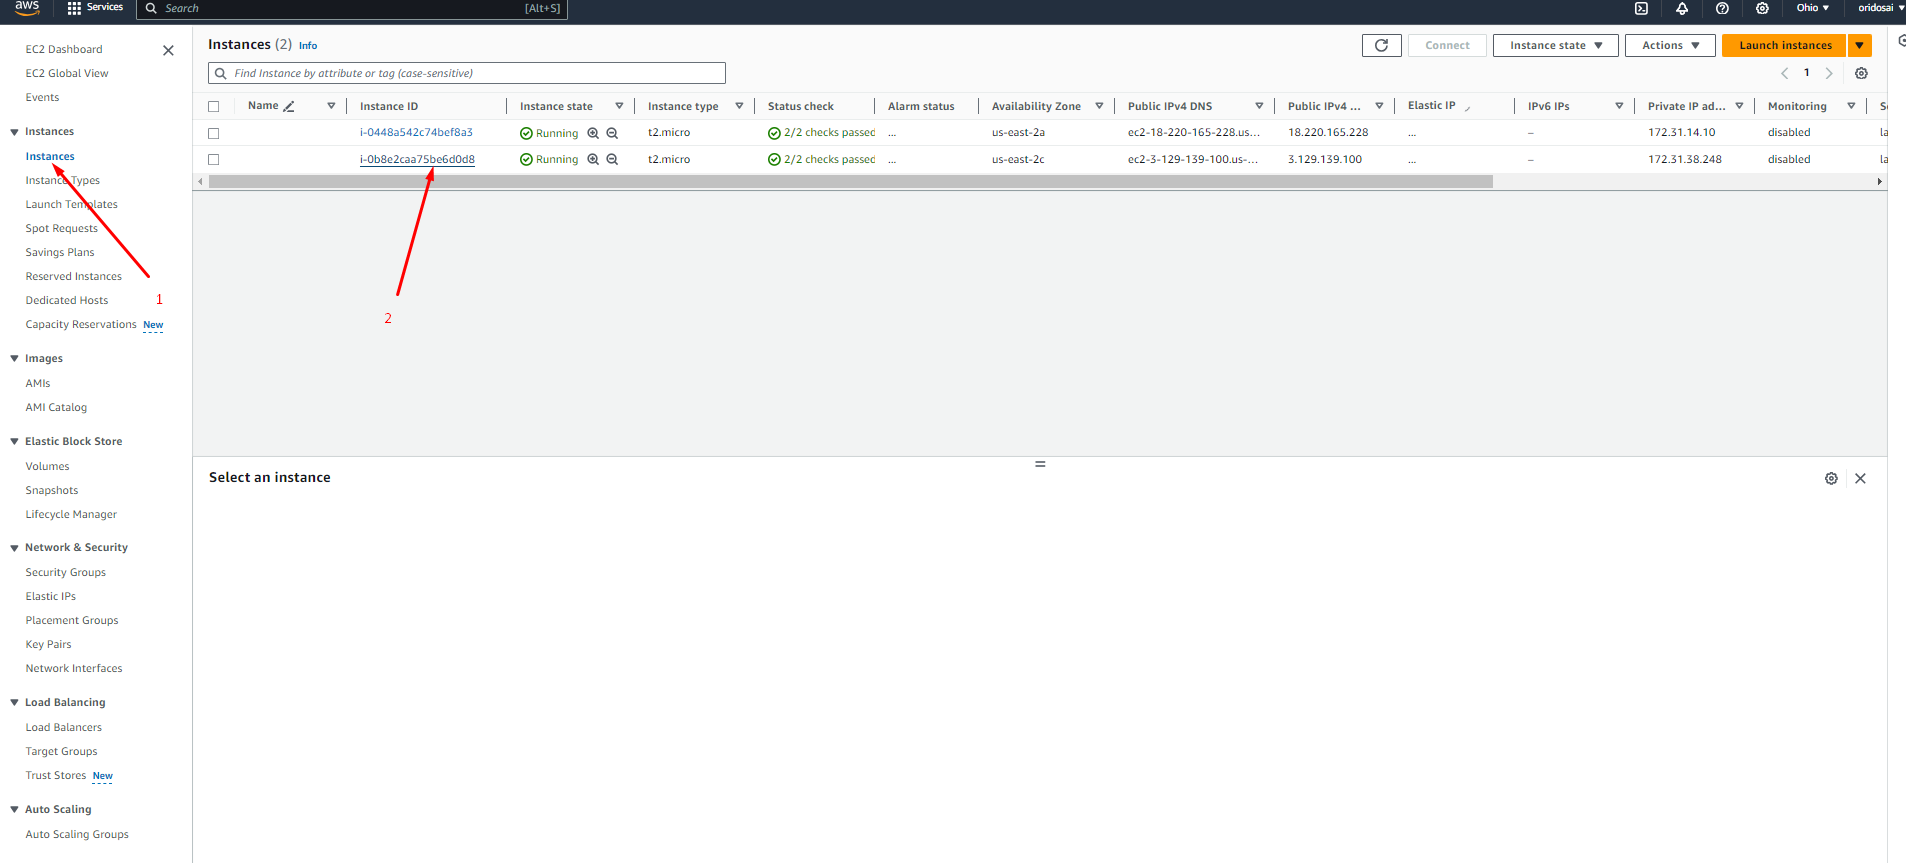 aws
Services
Search
[Alt+S]
Ohio
oridosai
EC2 Dashboard
EC2 Global View
Events
Instances
Instances
Instance Types
Launch Templates
Spot Requests
Savings Plans
Reserved Instances
Dedicated Hosts
1
Capacity Reservations New
Images
AMIs
AMI Catalog
Elastic Block Store
Volumes
Snapshots
Lifecycle Manager
Network & Security
Security Groups
Elastic IPs
Placement Groups
Key Pairs
Network Interfaces
Load Balancing
Load Balancers
Target Groups
Trust Stores New
Auto Scaling
Auto Scaling Groups
Instances (2) Info
Connect
Instance state
Actions
Launch instances
Find Instance by attribute or tag (case-sensitive)
1
Name Instance ID Instance state Instance type Status check Alarm status Availability Zone Public IPv4 DNS Public IPv4 ... Elastic IP IPv6 IPs Private IP ad... Monitoring Se
i-0448a542c74bef8a3 Running t2.micro 2/2 checks passed ... us-east-2a ec2-18-220-165-228.us... 18.220.165.228 ... – 172.31.14.10 disabled la
i-0b8e2caa75be6d0d8 Running t2.micro 2/2 checks passed ... us-east-2c ec2-3-129-139-100.us-... 3.129.139.100 ... – 172.31.38.248 disabled la
2
Select an instance